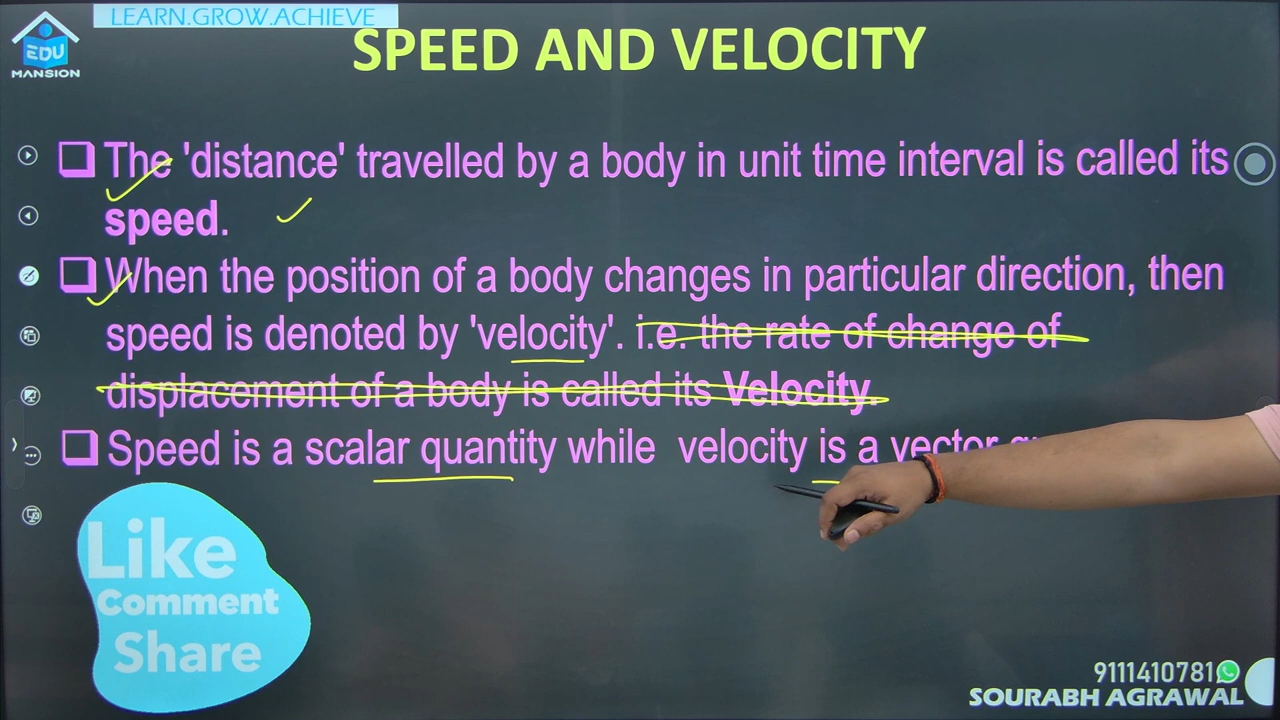 LEARN.GROW.ACHIEVE
EDU
MANSION
SPEED AND VELOCITY
The 'distance' travelled by a body in unit time interval is called its
speed.
When the position of a body changes in particular direction, then
speed is denoted by 'velocity'. i.e. the rate of change of
displacement of a body is called its Velocity.
Speed is a scalar quantity while velocity is a vector
Like
Comment
Share
9111410781
SOURABH AGRAWAL